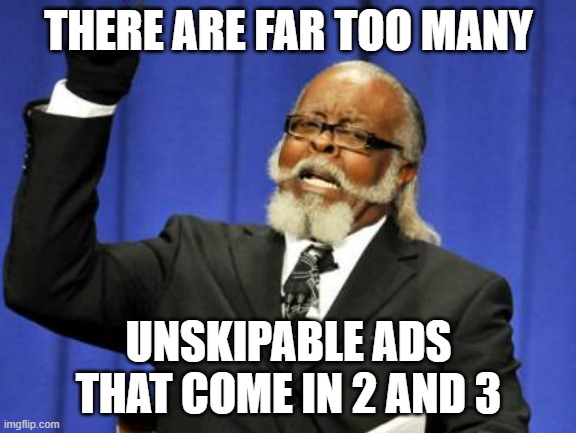 THERE ARE FAR TOO MANY
UNSKIPABLE ADS
THAT COME IN 2 AND 3
imgflip.com